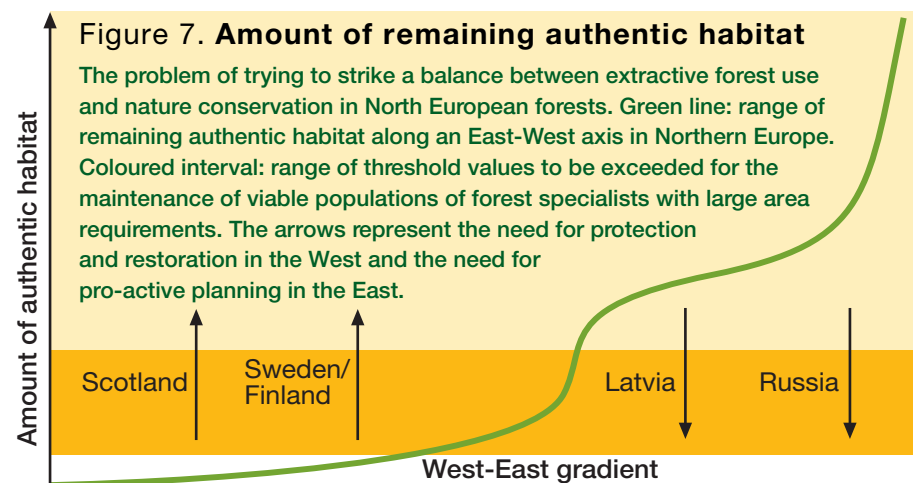 Figure 7. Amount of remaining authentic habitat
The problem of trying to strike a balance between extractive forest use
and nature conservation in North European forests. Green line: range of
remaining authentic habitat along an East-West axis in Northern Europe.
Coloured interval: range of threshold values to be exceeded for the
maintenance of viable populations of forest specialists with large area
requirements. The arrows represent the need for protection
and restoration in the West and the need for
pro-active planning in the East.
Amount of authentic habitat
Scotland
Sweden/
Finland
Latvia
Russia
West-East gradient